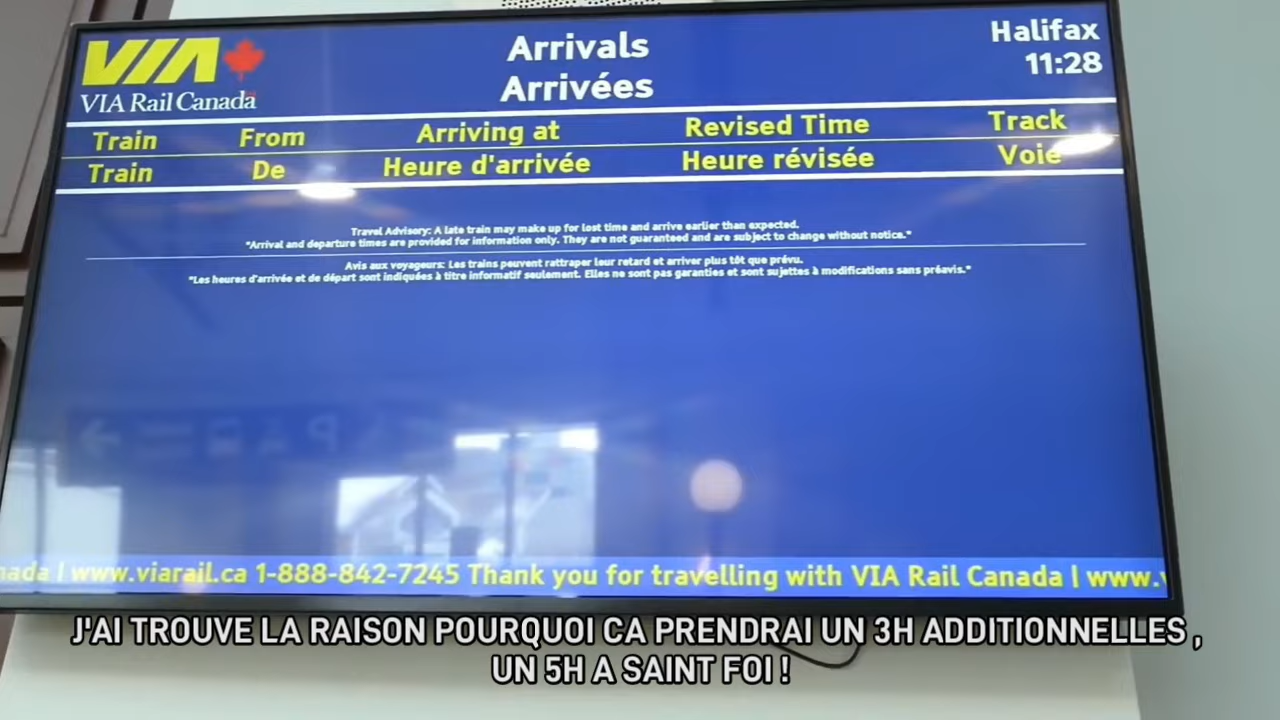 VIA
VIA Rail Canada
Arrivals
Arrivées
Halifax
11:28
Train From Arriving at Revised Time Track
Train De Heure d'arrivée Heure révisée Voie
Travel Advisory: A late train may make up for lost time and arrive earlier than expected.
*Arrival and departure times are provided for information only. They are not guaranteed and are subject to change without notice.*
Avis aux voyageurs: Les trains peuvent rattraper leur retard et arriver plus tôt que prévu.
*Les heures d'arrivée et de départ sont indiquées à titre informatif seulement. Elles ne sont pas garanties et sont sujettes à modifications sans préavis.*
nada | www.viarail.ca 1-888-842-7245 Thank you for travelling with VIA Rail Canada | www.v
J'AI TROUVE LA RAISON POURQUOI CA PRENDRAI UN 3H ADDITIONNELLES ,
UN 5H A SAINT FOI !